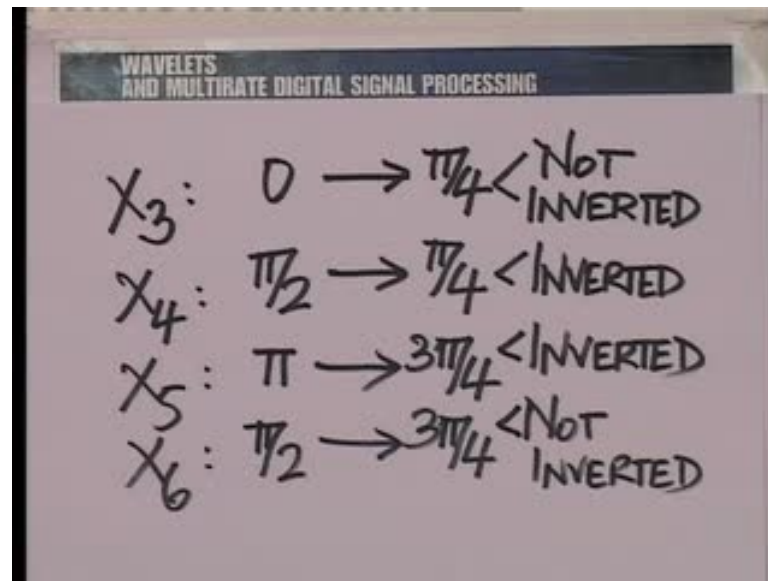 WAVELETS
AND MULTIRATE DIGITAL SIGNAL PROCESSING
X₃: 0 → π/4 < NOT
INVERTED
X₄: π/2 → π/4 < INVERTED
X₅: π → 3π/4 < INVERTED
X₆: π/2 → 3π/4 < NOT
INVERTED